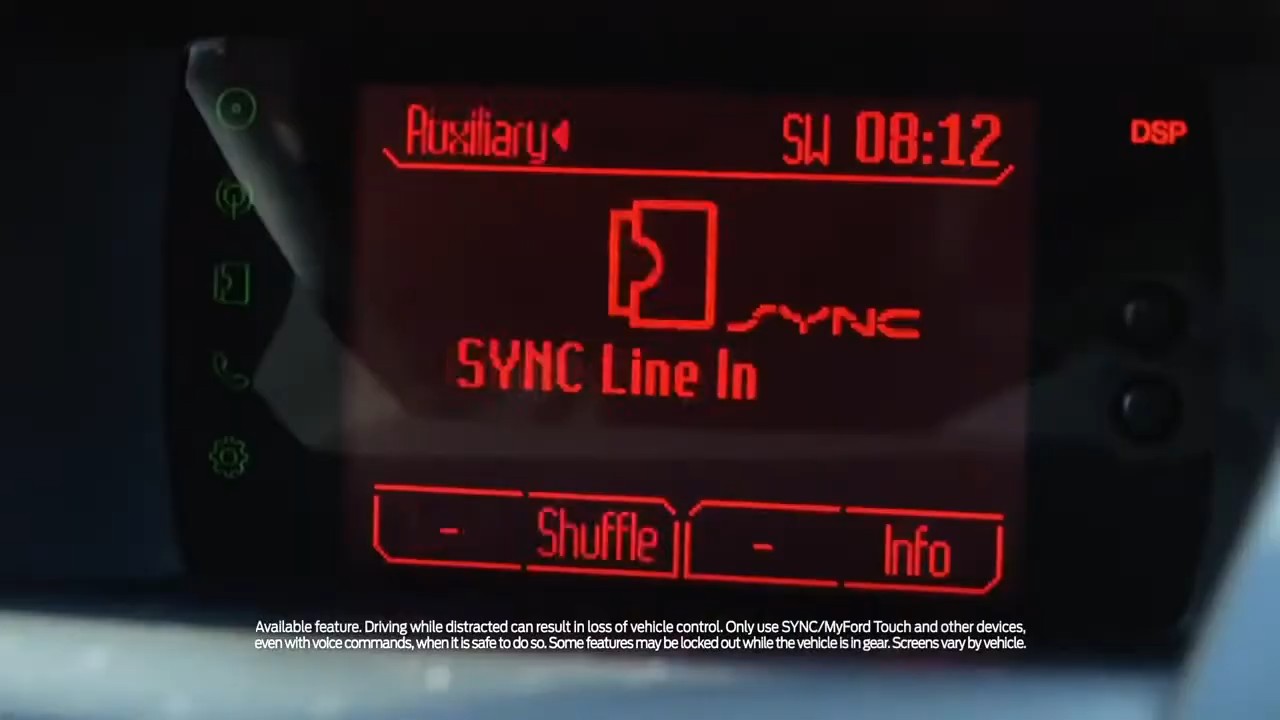 Auxiliary
SW 08:12
DSP
SYNC
SYNC Line In
- Shuffle - Info
Available feature. Driving while distracted can result in loss of vehicle control. Only use SYNC/MyFord Touch and other devices,
even with voice commands, when it is safe to do so. Some features may be locked out while the vehicle is in gear. Screens vary by vehicle.